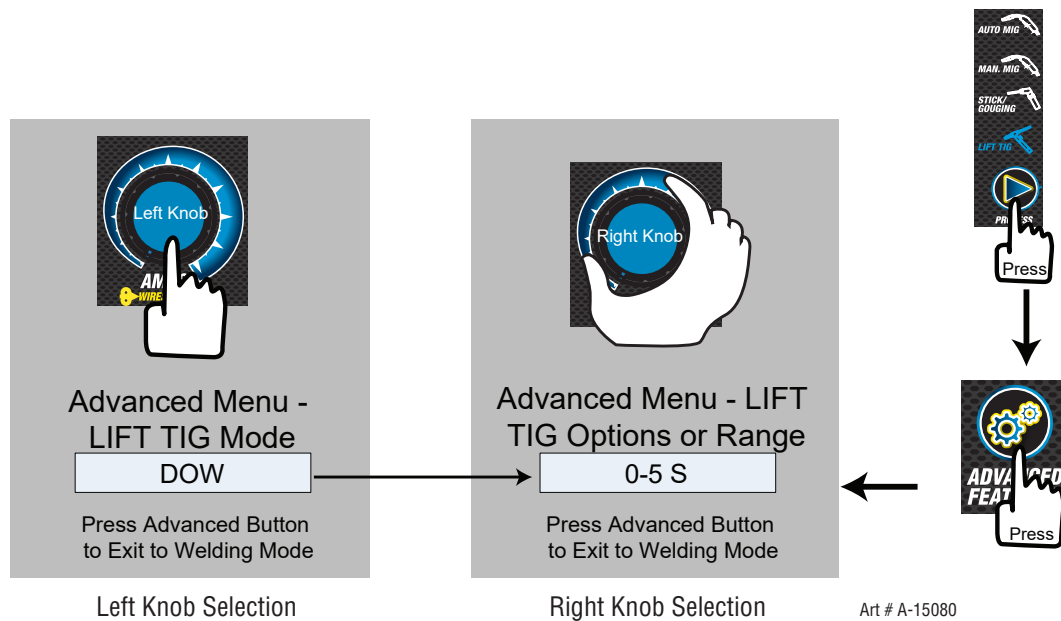 AUTO MIG
MAN. MIG
STICK/
GOUGING
LIFT TIG
Press
Left Knob
Right Knob
Advanced Menu -
LIFT TIG Mode
DOW
Press Advanced Button
to Exit to Welding Mode
Left Knob Selection
Advanced Menu - LIFT
TIG Options or Range
0-5 S
Press Advanced Button
to Exit to Welding Mode
Right Knob Selection
Press
Art # A-15080